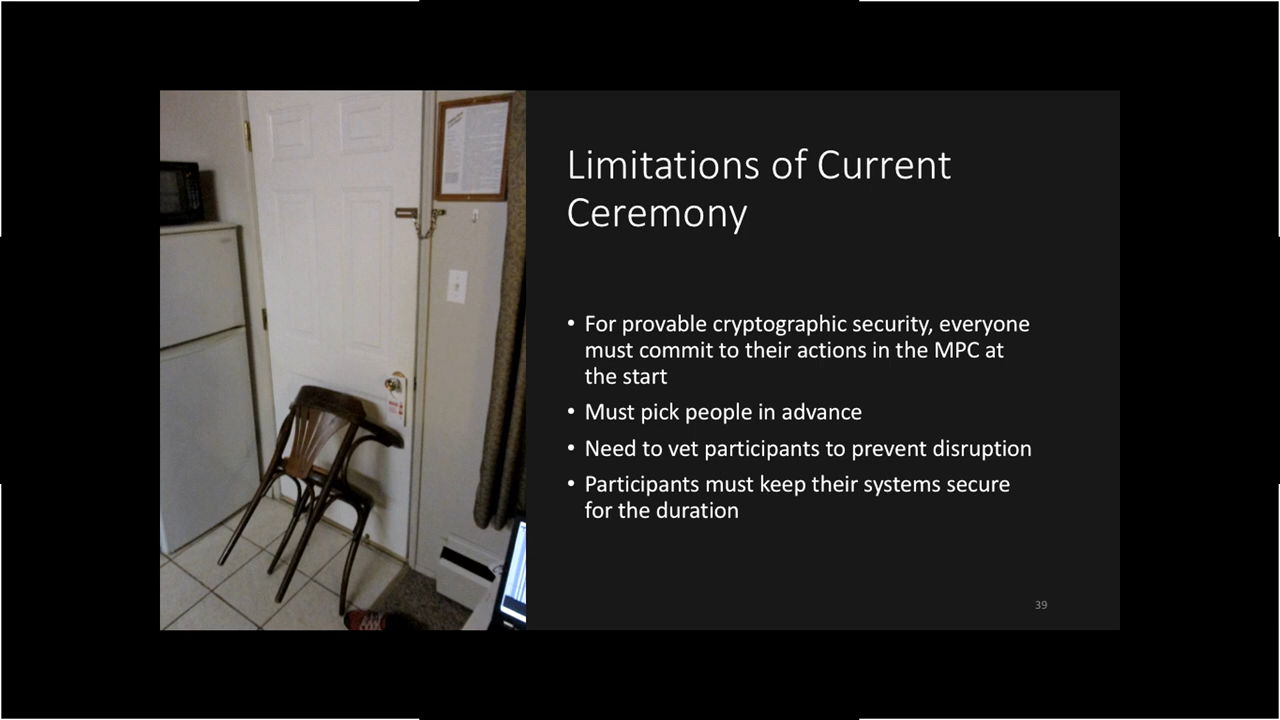 Limitations of Current
Ceremony
• For provable cryptographic security, everyone
must commit to their actions in the MPC at
the start
• Must pick people in advance
• Need to vet participants to prevent disruption
• Participants must keep their systems secure
for the duration
39